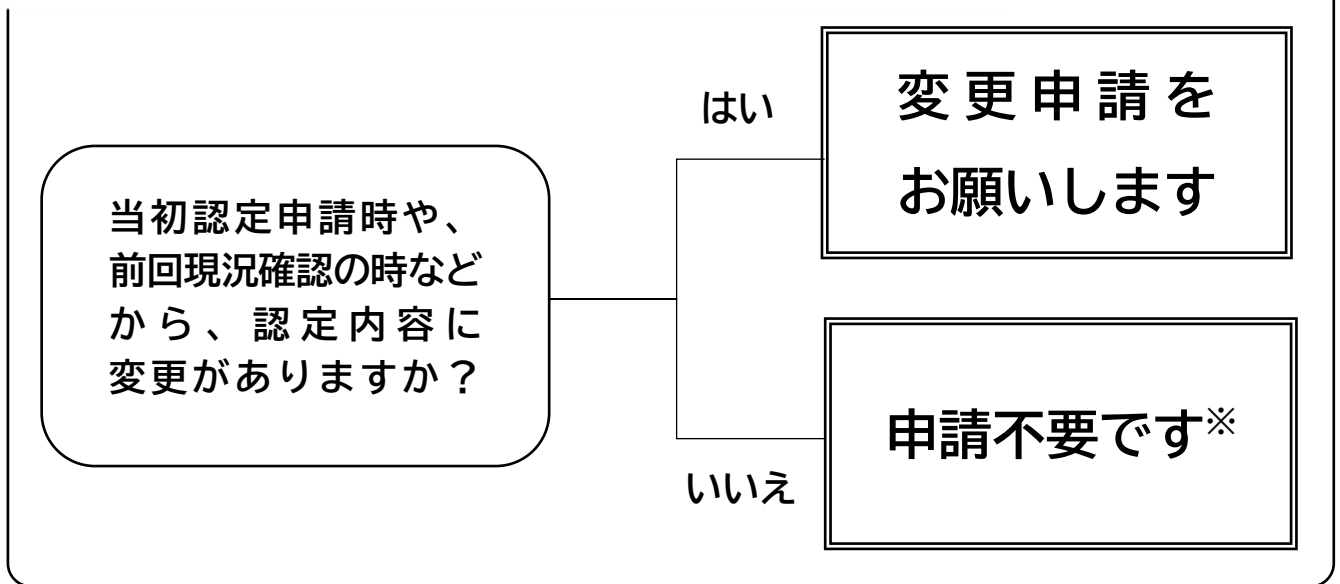 当初認定申請時や、
前回現況確認の時など
から、認定内容に
変更がありますか？
はい
変更申請を
お願いします
いいえ
申請不要です※